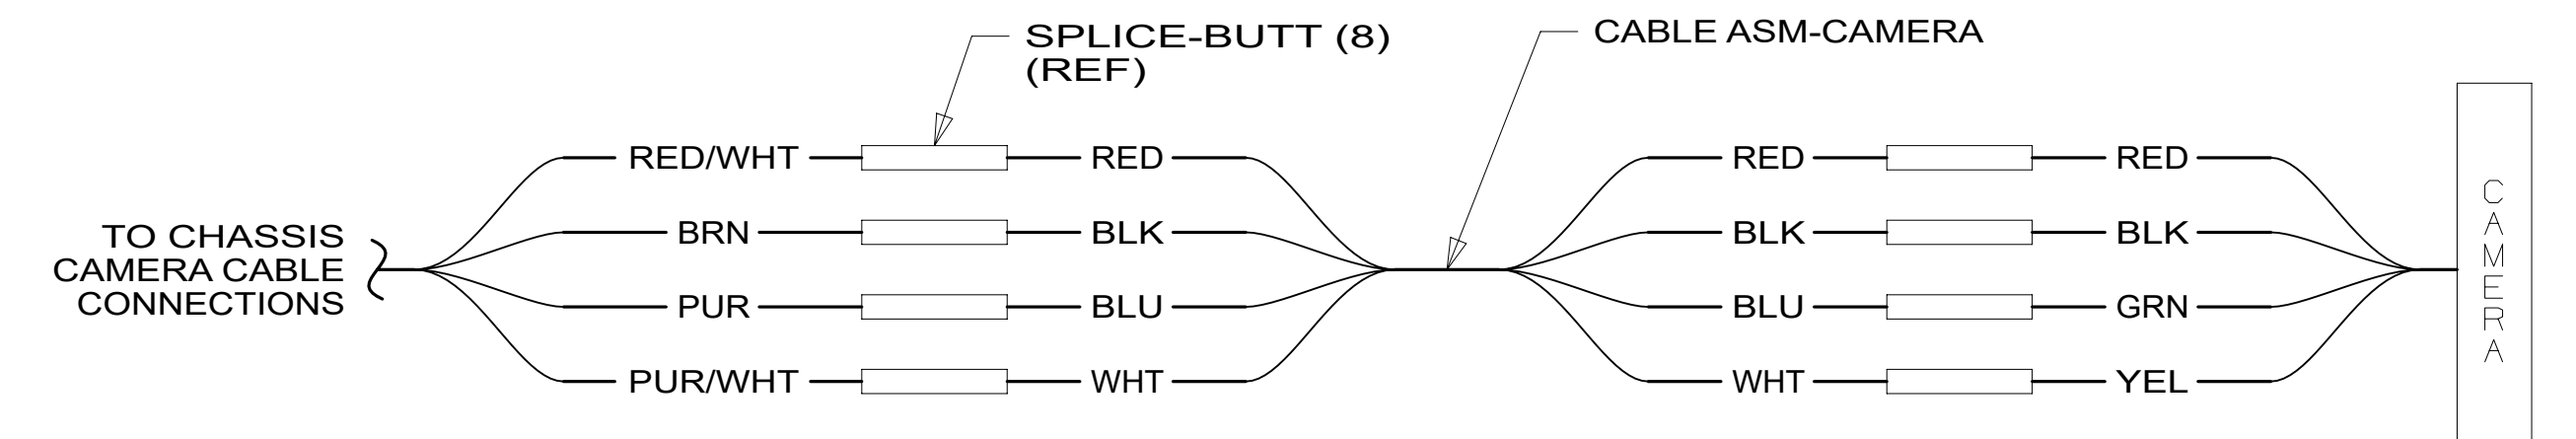 SPLICE-BUTT (8)
(REF)
CABLE ASM-CAMERA
RED/WHT RED RED RED
BRN BLK BLK BLK
TO CHASSIS
CAMERA CABLE
CONNECTIONS
PUR BLU BLU GRN
PUR/WHT WHT WHT YEL
CAMERA